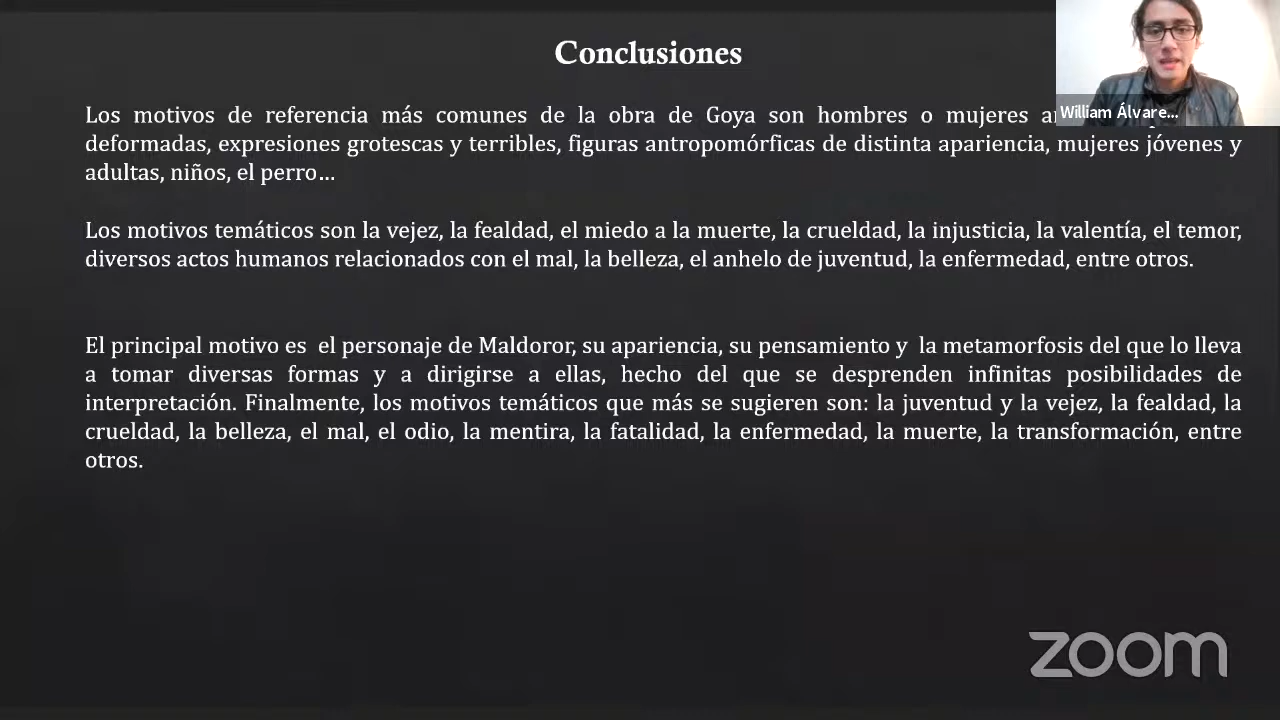 Conclusiones
William Álvare...
Los motivos de referencia más comunes de la obra de Goya son hombres o mujeres
deformadas, expresiones grotescas y terribles, figuras antropomórficas de distinta apariencia, mujeres jóvenes y
adultas, niños, el perro…
Los motivos temáticos son la vejez, la fealdad, el miedo a la muerte, la crueldad, la injusticia, la valentía, el temor,
diversos actos humanos relacionados con el mal, la belleza, el anhelo de juventud, la enfermedad, entre otros.
El principal motivo es el personaje de Maldoror, su apariencia, su pensamiento y la metamorfosis del que lo lleva
a tomar diversas formas y a dirigirse a ellas, hecho del que se desprenden infinitas posibilidades de
interpretación. Finalmente, los motivos temáticos que más se sugieren son: la juventud y la vejez, la fealdad, la
crueldad, la belleza, el mal, el odio, la mentira, la fatalidad, la enfermedad, la muerte, la transformación, entre
otros.
zoom